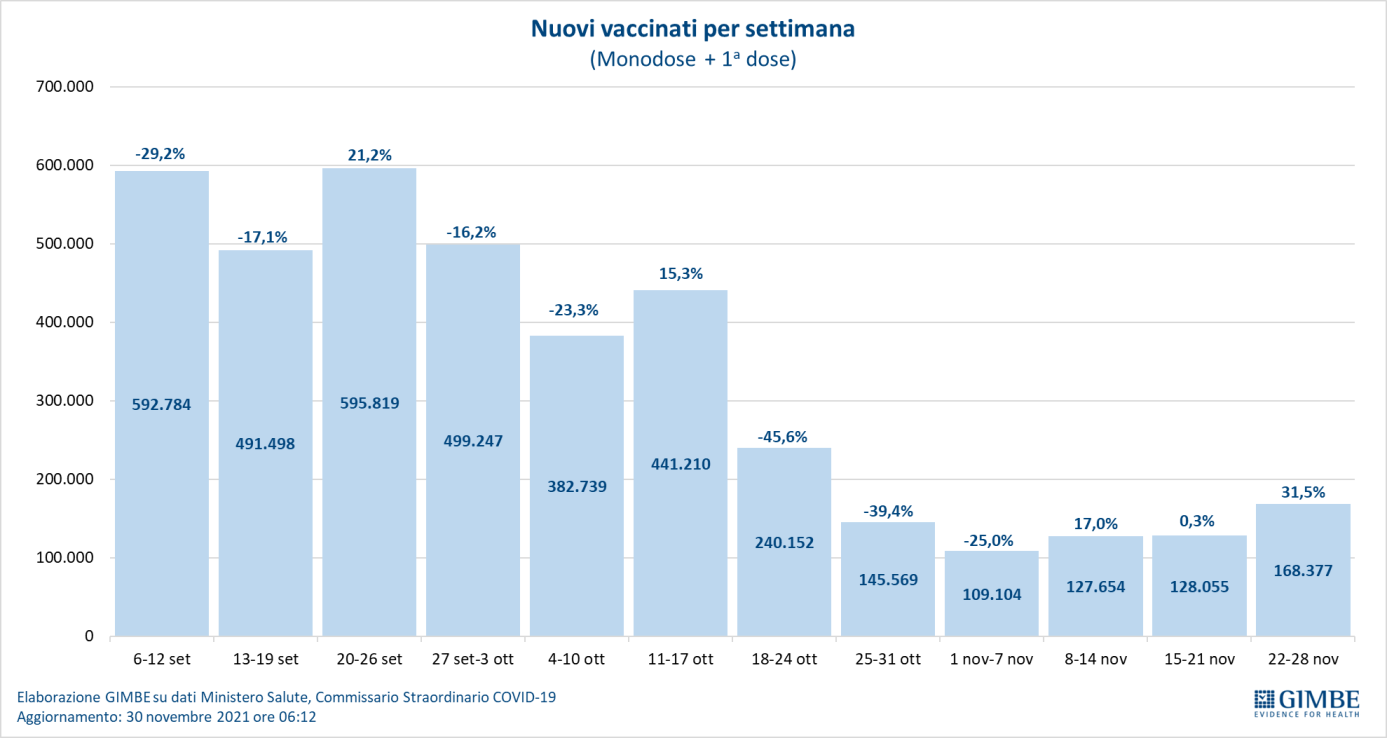 Nuovi vaccinati per settimana
(Monodose + 1ª dose)
700.000
600.000
500.000
400.000
300.000
200.000
100.000
0
-29,2%
-17,1%
21,2%
-16,2%
-23,3%
15,3%
-45,6%
-39,4%
-25,0%
17,0%
0,3%
31,5%
592.784
491.498
595.819
499.247
382.739
441.210
240.152
145.569
109.104
127.654
128.055
168.377
6-12 set
13-19 set
20-26 set
27 set-3 ott
4-10 ott
11-17 ott
18-24 ott
25-31 ott
1 nov-7 nov
8-14 nov
15-21 nov
22-28 nov
Elaborazione GIMBE su dati Ministero Salute, Commissario Straordinario COVID-19
Aggiornamento: 30 novembre 2021 ore 06:12
GIMBE
EVIDENCE FOR HEALTH